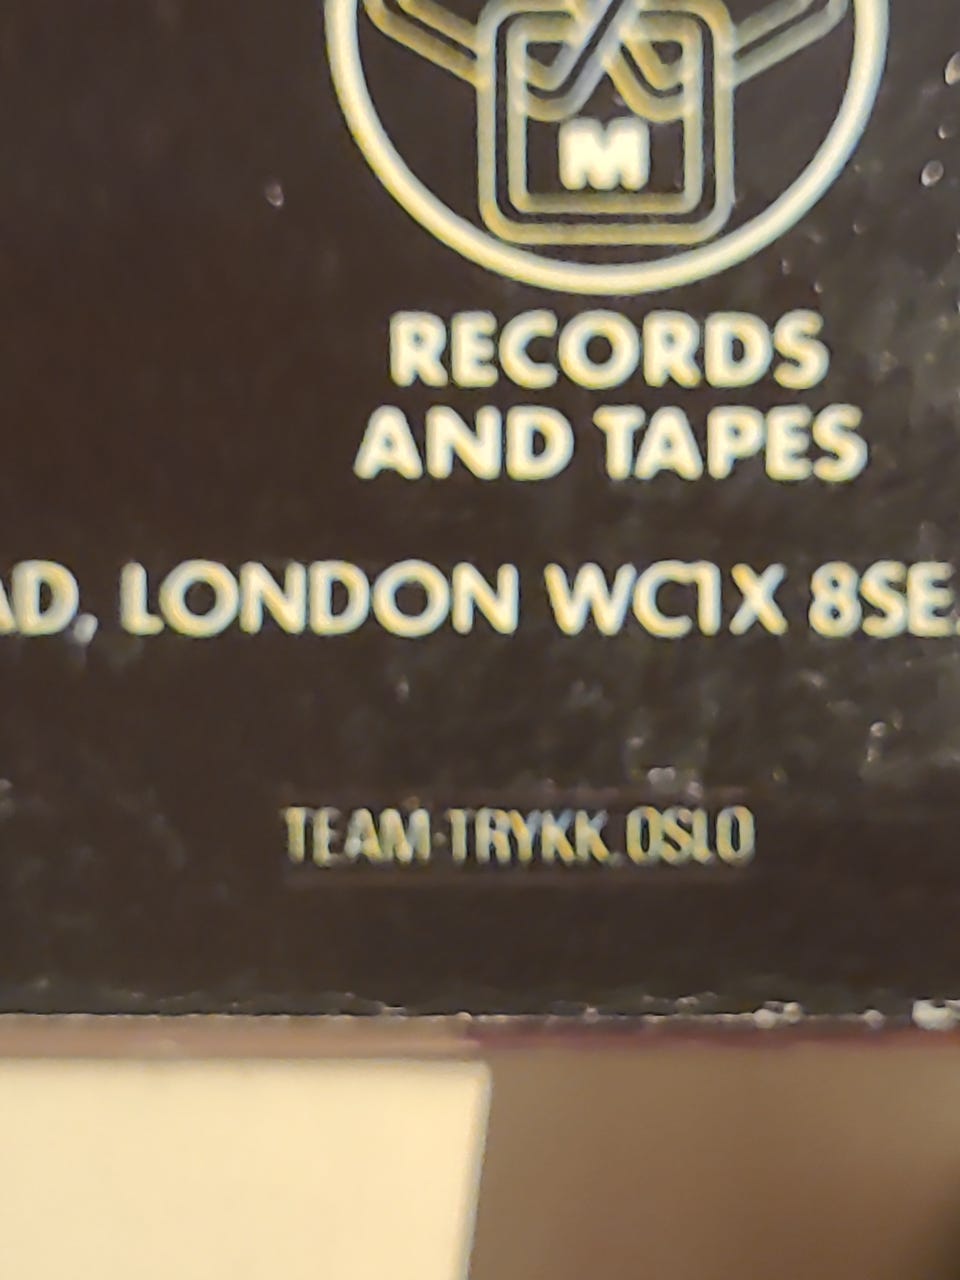 M
RECORDS
AND TAPES
AD, LONDON WC1X 8SE.
TEAM-TRYKK. OSLO